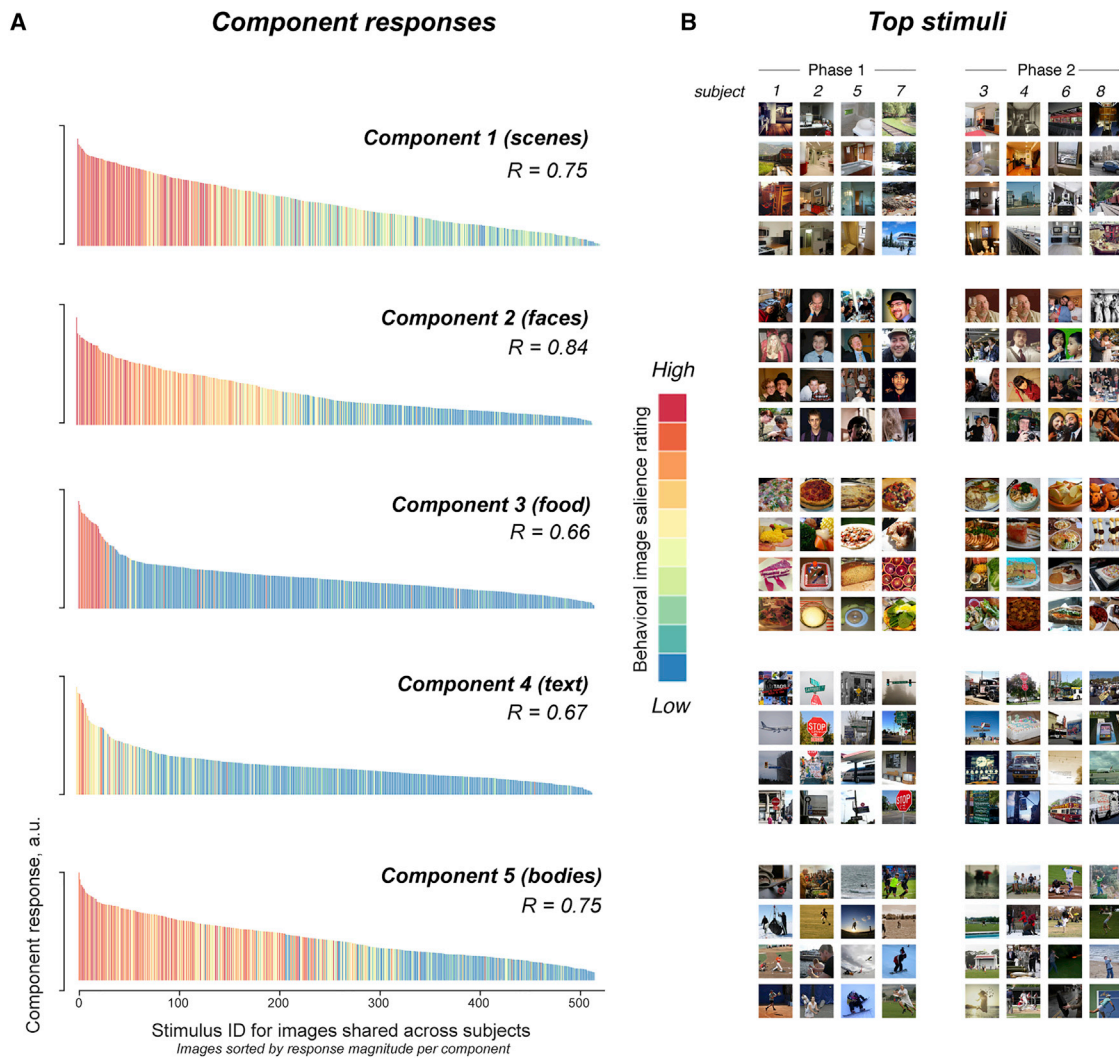 A
Component responses
Component 1 (scenes)
R = 0.75
Component 2 (faces)
R = 0.84
Component 3 (food)
R = 0.66
Component 4 (text)
R = 0.67
Component 5 (bodies)
R = 0.75
Component response, a.u.
0 100 200 300 400 500
Stimulus ID for images shared across subjects
Images sorted by response magnitude per component
High
Behavioral image salience rating
Low
B
Top stimuli
Phase 1 Phase 2
subject 1 2 5 7 3 4 6 8
STOP
STOP